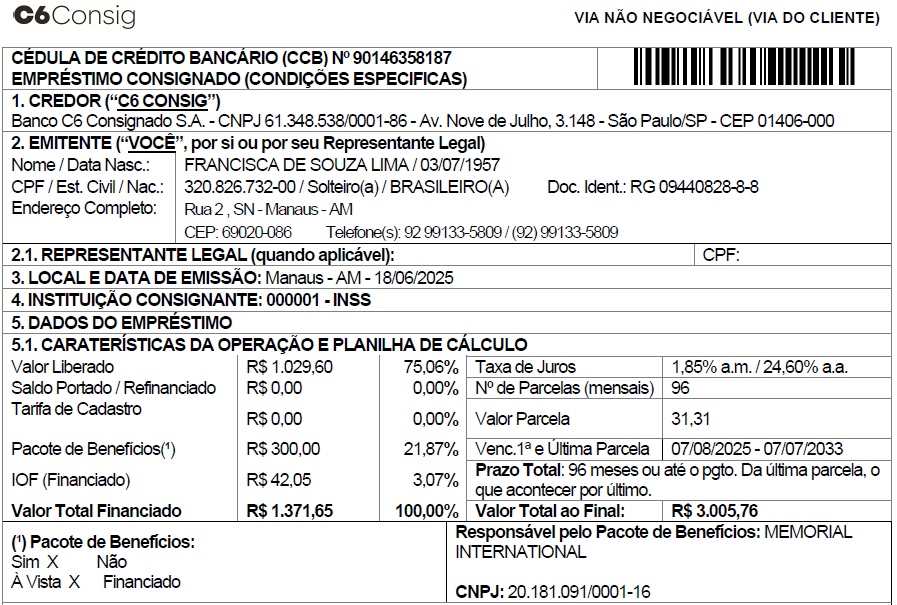 C6Consig
VIA NÃO NEGOCIÁVEL (VIA DO CLIENTE)
CÉDULA DE CRÉDITO BANCÁRIO (CCB) Nº 90146358187
EMPRÉSTIMO CONSIGNADO (CONDIÇÕES ESPECIFICAS)
1. CREDOR (“C6 CONSIG”)
Banco C6 Consignado S.A. - CNPJ 61.348.538/0001-86 - Av. Nove de Julho, 3.148 - São Paulo/SP - CEP 01406-000
2. EMITENTE (“VOCÊ”, por si ou por seu Representante Legal)
Nome / Data Nasc.: FRANCISCA DE SOUZA LIMA / 03/07/1957
CPF / Est. Civil / Nac.: 320.826.732-00 / Solteiro(a) / BRASILEIRO(A) Doc. Ident.: RG 09440828-8-8
Endereço Completo: Rua 2 , SN - Manaus - AM
CEP: 69020-086 Telefone(s): 92 99133-5809 / (92) 99133-5809
2.1. REPRESENTANTE LEGAL (quando aplicável): CPF:
3. LOCAL E DATA DE EMISSÃO: Manaus - AM - 18/06/2025
4. INSTITUIÇÃO CONSIGNANTE: 000001 - INSS
5. DADOS DO EMPRÉSTIMO
5.1. CARATERÍSTICAS DA OPERAÇÃO E PLANILHA DE CÁLCULO
Valor Liberado R$ 1.029,60 75,06% Taxa de Juros 1,85% a.m. / 24,60% a.a.
Saldo Portado / Refinanciado R$ 0,00 0,00% Nº de Parcelas (mensais) 96
Tarifa de Cadastro R$ 0,00 0,00% Valor Parcela 31,31
Pacote de Benefícios(¹) R$ 300,00 21,87% Venc.1ª e Última Parcela 07/08/2025 - 07/07/2033
IOF (Financiado) R$ 42,05 3,07% Prazo Total: 96 meses ou até o pgto. Da última parcela, o
que acontecer por último.
Valor Total Financiado R$ 1.371,65 100,00% Valor Total ao Final: R$ 3.005,76
(¹) Pacote de Benefícios:
Sim X Não
À Vista X Financiado
Responsável pelo Pacote de Benefícios: MEMORIAL
INTERNATIONAL
CNPJ: 20.181.091/0001-16